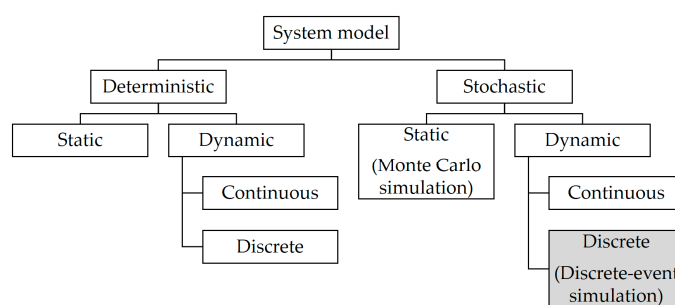 System model
Deterministic
Stochastic
Static
Dynamic
Static
(Monte Carlo
simulation)
Dynamic
Continuous
Discrete
Continuous
Discrete
(Discrete-event
simulation)